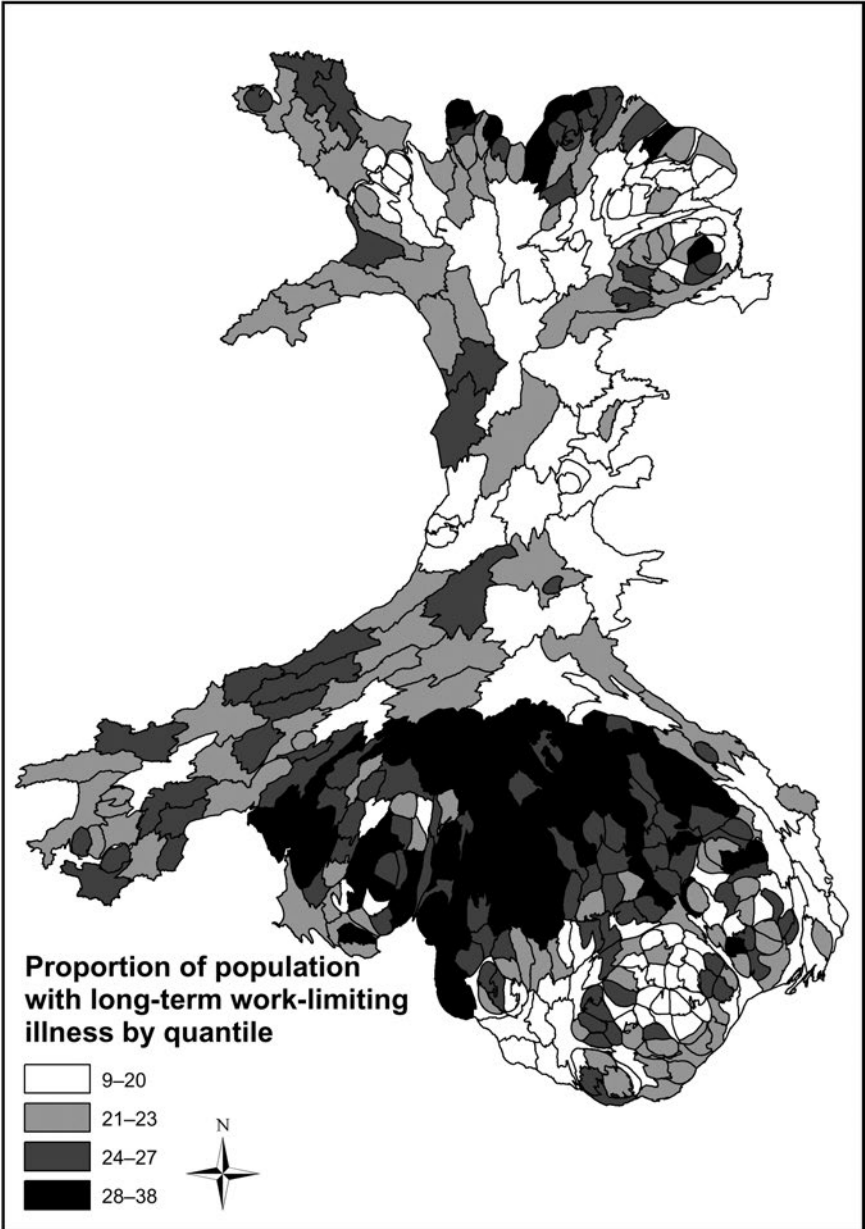 Proportion of population
with long-term work-limiting
illness by quantile
9–20
21–23
24–27
28–38
N